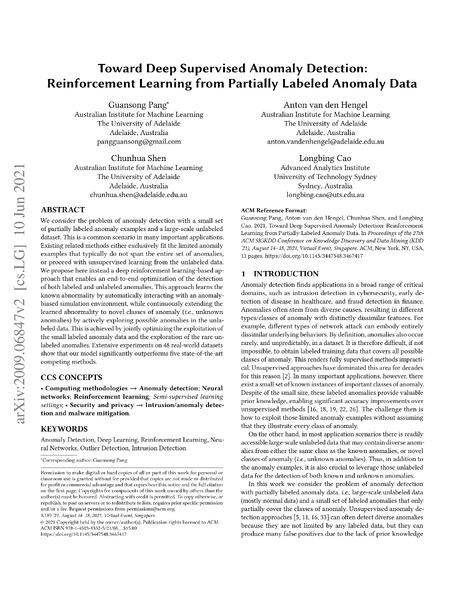 Toward Deep Supervised Anomaly Detection:
Reinforcement Learning from Partially Labeled Anomaly Data
Guansong Pang*
Australian Institute for Machine Learning
The University of Adelaide
Adelaide, Australia
pangguansong@gmail.com
Anton van den Hengel
Australian Institute for Machine Learning
The University of Adelaide
Adelaide, Australia
anton.vandenhengel@adelaide.edu.au
Chunhua Shen
Australian Institute for Machine Learning
The University of Adelaide
Adelaide, Australia
chunhua.shen@adelaide.edu.au
Longbing Cao
Advanced Analytics Institute
University of Technology Sydney
Sydney, Australia
longbing.cao@uts.edu.au
arXiv:2009.06847v2 [cs.LG] 10 Jun 2021
ABSTRACT
We consider the problem of anomaly detection with a small set
of partially labeled anomaly examples and a large-scale unlabeled
dataset. This is a common scenario in many important applications.
Existing related methods either exclusively fit the limited anomaly
examples that typically do not span the entire set of anomalies,
or proceed with unsupervised learning from the unlabeled data.
We propose here instead a deep reinforcement learning-based ap-
proach that enables an end-to-end optimization of the detection
of both labeled and unlabeled anomalies. This approach learns the
known abnormality by automatically interacting with an anomaly-
biased simulation environment, while continuously extending the
learned abnormality to novel classes of anomaly (i.e., unknown
anomalies) by actively exploring possible anomalies in the unla-
beled data. This is achieved by jointly optimizing the exploitation of
the small labeled anomaly data and the exploration of the rare un-
labeled anomalies. Extensive experiments on 48 real-world datasets
show that our model significantly outperforms five state-of-the-art
competing methods.
CCS CONCEPTS
• Computing methodologies → Anomaly detection; Neural
networks; Reinforcement learning; Semi-supervised learning
settings; • Security and privacy → Intrusion/anomaly detec-
tion and malware mitigation.
KEYWORDS
Anomaly Detection, Deep Learning, Reinforcement Learning, Neu-
ral Networks, Outlier Detection, Intrusion Detection
*Corresponding author: Guansong Pang
Permission to make digital or hard copies of all or part of this work for personal or
classroom use is granted without fee provided that copies are not made or distributed
for profit or commercial advantage and that copies bear this notice and the full citation
on the first page. Copyrights for components of this work owned by others than the
author(s) must be honored. Abstracting with credit is permitted. To copy otherwise, or
republish, to post on servers or to redistribute to lists, requires prior specific permission
and/or a fee. Request permissions from permissions@acm.org.
KDD '21, August 14–18, 2021, Virtual Event, Singapore
© 2021 Copyright held by the owner/author(s). Publication rights licensed to ACM.
https://doi.org/10.1145/3447548.3467417
ACM Reference Format:
Guansong Pang, Anton van den Hengel, Chunhua Shen, and Longbing
Cao. 2021. Toward Deep Supervised Anomaly Detection: Reinforcement
Learning from Partially Labeled Anomaly Data. In Proceedings of the 27th
ACM SIGKDD Conference on Knowledge Discovery and Data Mining (KDD
'21), August 14–18, 2021, Virtual Event, Singapore. ACM, New York, NY, USA,
11 pages. https://doi.org/10.1145/3447548.3467417
1 INTRODUCTION
Anomaly detection finds applications in a broad range of critical
domains, such as intrusion detection in cybersecurity, early de-
tection of disease in healthcare, and fraud detection in finance.
Anomalies often stem from diverse causes, resulting in different
types/classes of anomaly with distinctly dissimilar features. For
example, different types of network attack can embody entirely
dissimilar underlying behaviors. By definition, anomalies also occur
rarely, and unpredictably, in a dataset. It is therefore difficult, if not
impossible, to obtain labeled training data that covers all possible
classes of anomaly. This renders fully supervised methods impracti-
cal. Unsupervised approaches have dominated this area for decades
for this reason [2]. In many important applications, however, there
exist a small set of known instances of important classes of anomaly.
Despite of the small size, these labeled anomalies provide valuable
prior knowledge, enabling significant accuracy improvements over
unsupervised methods [16, 18, 19, 22, 26]. The challenge then is
how to exploit those limited anomaly examples without assuming
that they illustrate every class of anomaly.
On the other hand, in most application scenarios there is readily
accessible large-scale unlabeled data that may contain diverse anom-
alies from either the same class as the known anomalies, or novel
classes of anomaly (i.e., unknown anomalies). Thus, in addition to
the anomaly examples, it is also crucial to leverage those unlabeled
data for the detection of both known and unknown anomalies.
In this work we consider the problem of anomaly detection
with partially labeled anomaly data, i.e., large-scale unlabeled data
(mostly normal data) and a small set of labeled anomalies that only
partially cover the classes of anomaly. Unsupervised anomaly de-
tection approaches [5, 11, 16, 33] can often detect diverse anomalies
because they are not limited by any labeled data, but they can
produce many false positives due to the lack of prior knowledge